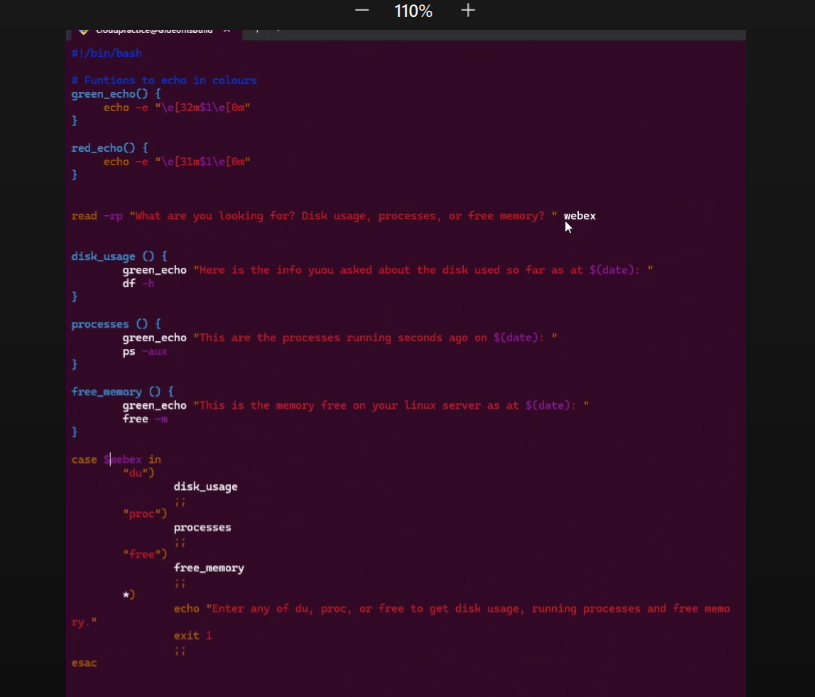 110%
#!/bin/bash
# Funtions to echo in colours
green_echo() {
echo -e "\e[32m$1\e[0m"
}
red_echo() {
echo -e "\e[31m$1\e[0m"
}
read -rp "What are you looking for? Disk usage, processes, or free memory? " webex
disk_usage () {
green_echo "Here is the info yuou asked about the disk used so far as at $(date): "
df -h
}
processes () {
green_echo "This are the processes running seconds ago on $(date): "
ps -aux
}
free_memory () {
green_echo "This is the memory free on your linux server as at $(date): "
free -m
}
case $webex in
"du")
disk_usage
;;
"proc")
processes
;;
"free")
free_memory
;;
*)
echo "Enter any of du, proc, or free to get disk usage, running processes and free memo
ry."
exit 1
;;
esac